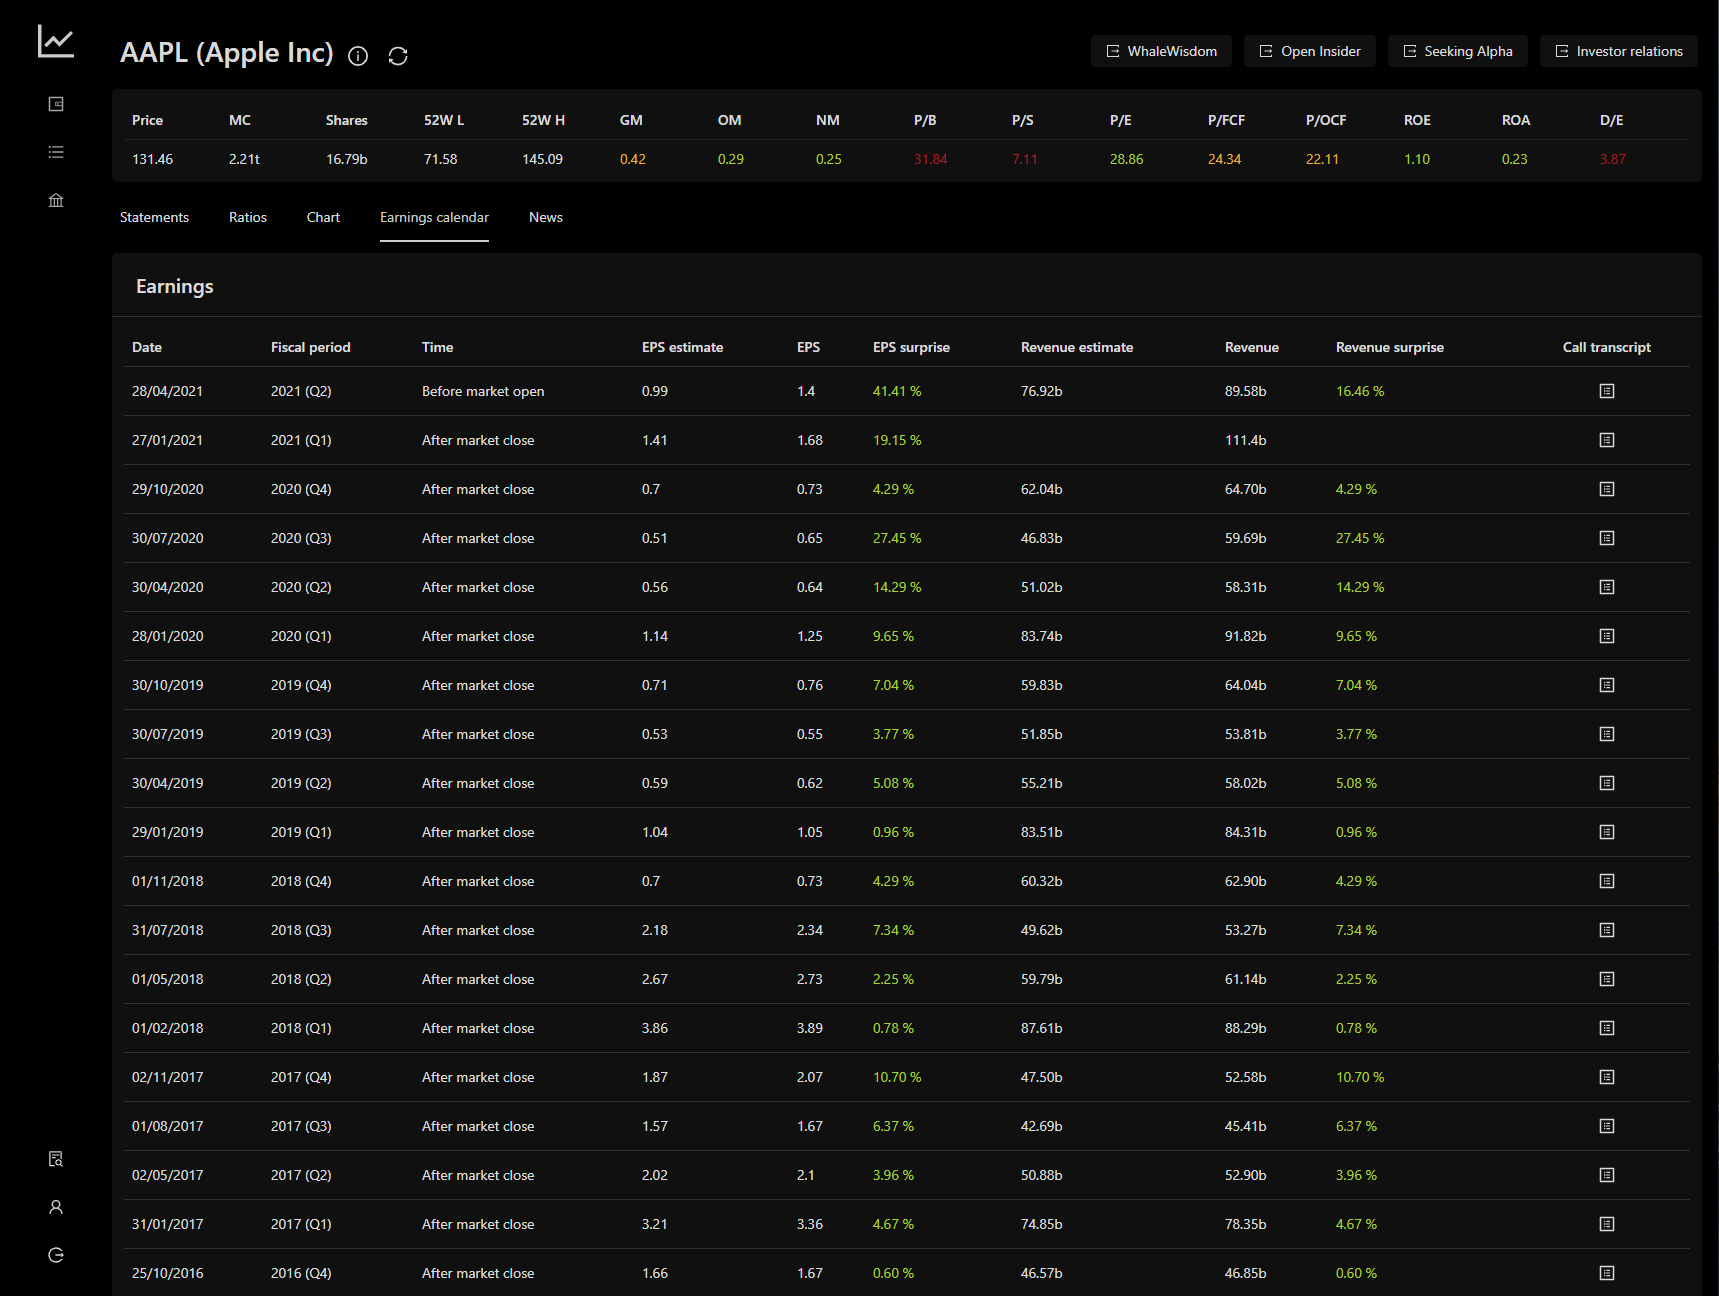 AAPL (Apple Inc)
WhaleWisdom Open Insider Seeking Alpha Investor relations
Price MC Shares 52W L 52W H GM OM NM P/B P/S P/E P/FCF P/OCF ROE ROA D/E
131.46 2.21t 16.79b 71.58 145.09 0.42 0.29 0.25 31.84 7.11 28.86 24.34 22.11 1.10 0.23 3.87
Statements Ratios Chart Earnings calendar News
Earnings
Date Fiscal period Time EPS estimate EPS EPS surprise Revenue estimate Revenue Revenue surprise Call transcript
28/04/2021 2021 (Q2) Before market open 0.99 1.4 41.41 % 76.92b 89.58b 16.46 %
27/01/2021 2021 (Q1) After market close 1.41 1.68 19.15 % 111.4b
29/10/2020 2020 (Q4) After market close 0.7 0.73 4.29 % 62.04b 64.70b 4.29 %
30/07/2020 2020 (Q3) After market close 0.51 0.65 27.45 % 46.83b 59.69b 27.45 %
30/04/2020 2020 (Q2) After market close 0.56 0.64 14.29 % 51.02b 58.31b 14.29 %
28/01/2020 2020 (Q1) After market close 1.14 1.25 9.65 % 83.74b 91.82b 9.65 %
30/10/2019 2019 (Q4) After market close 0.71 0.76 7.04 % 59.83b 64.04b 7.04 %
30/07/2019 2019 (Q3) After market close 0.53 0.55 3.77 % 51.85b 53.81b 3.77 %
30/04/2019 2019 (Q2) After market close 0.59 0.62 5.08 % 55.21b 58.02b 5.08 %
29/01/2019 2019 (Q1) After market close 1.04 1.05 0.96 % 83.51b 84.31b 0.96 %
01/11/2018 2018 (Q4) After market close 0.7 0.73 4.29 % 60.32b 62.90b 4.29 %
31/07/2018 2018 (Q3) After market close 2.18 2.34 7.34 % 49.62b 53.27b 7.34 %
01/05/2018 2018 (Q2) After market close 2.67 2.73 2.25 % 59.79b 61.14b 2.25 %
01/02/2018 2018 (Q1) After market close 3.86 3.89 0.78 % 87.61b 88.29b 0.78 %
02/11/2017 2017 (Q4) After market close 1.87 2.07 10.70 % 47.50b 52.58b 10.70 %
01/08/2017 2017 (Q3) After market close 1.57 1.67 6.37 % 42.69b 45.41b 6.37 %
02/05/2017 2017 (Q2) After market close 2.02 2.1 3.96 % 50.88b 52.90b 3.96 %
31/01/2017 2017 (Q1) After market close 3.21 3.36 4.67 % 74.85b 78.35b 4.67 %
25/10/2016 2016 (Q4) After market close 1.66 1.67 0.60 % 46.57b 46.85b 0.60 %